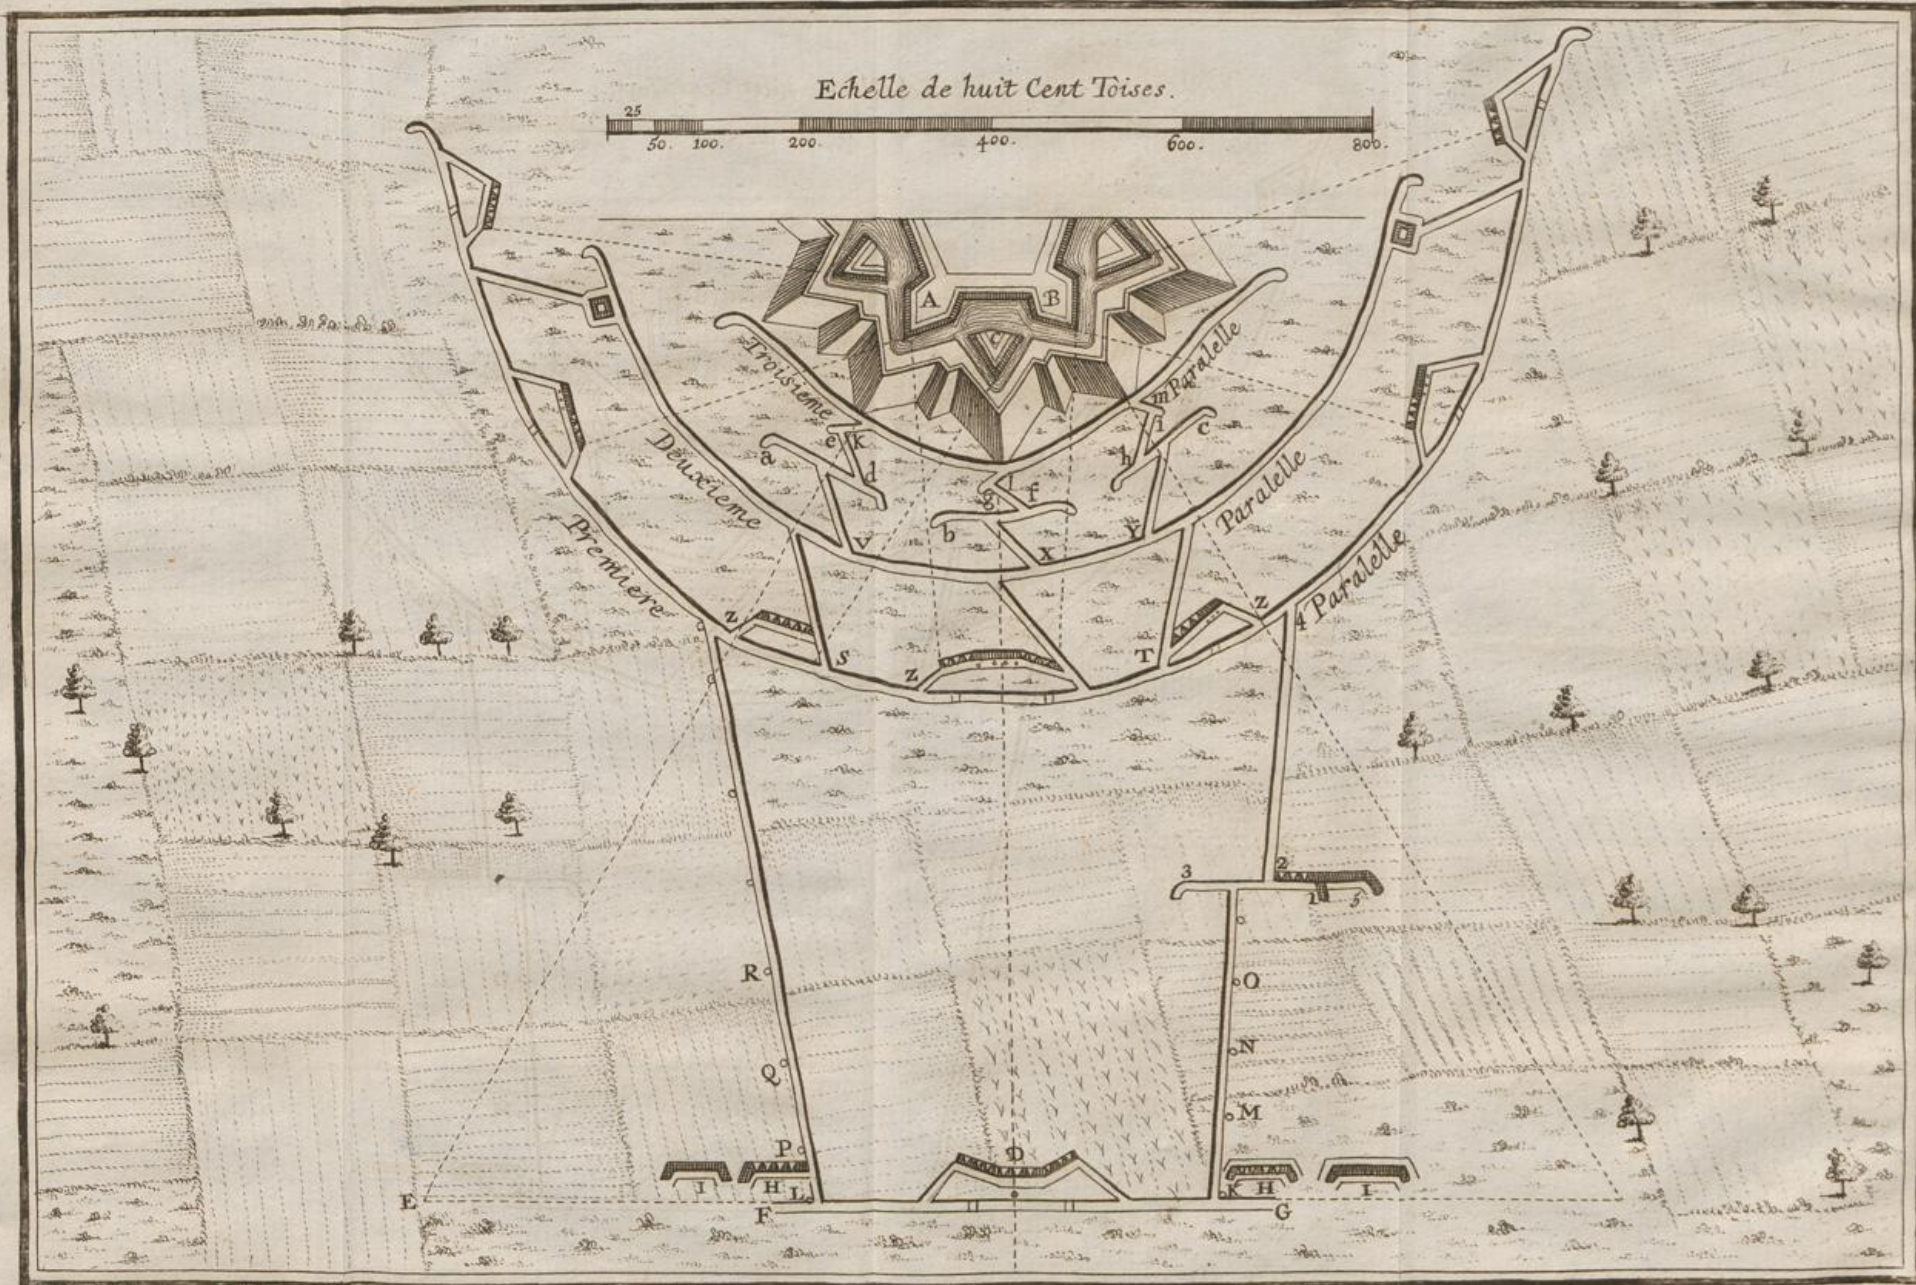 Echelle de huit Cent Toises.
25
50. 100. 200. 400. 600. 800.
A B
C
Troisieme Paralelle
m
e k i c
a h
d l f
g
Deuxieme Paralelle
b
V X Y
Premiere Paralelle
Z Z 4
S T
Z
3 2
1 5
R O
Q N
M
P D
I H L K H I
E
F G